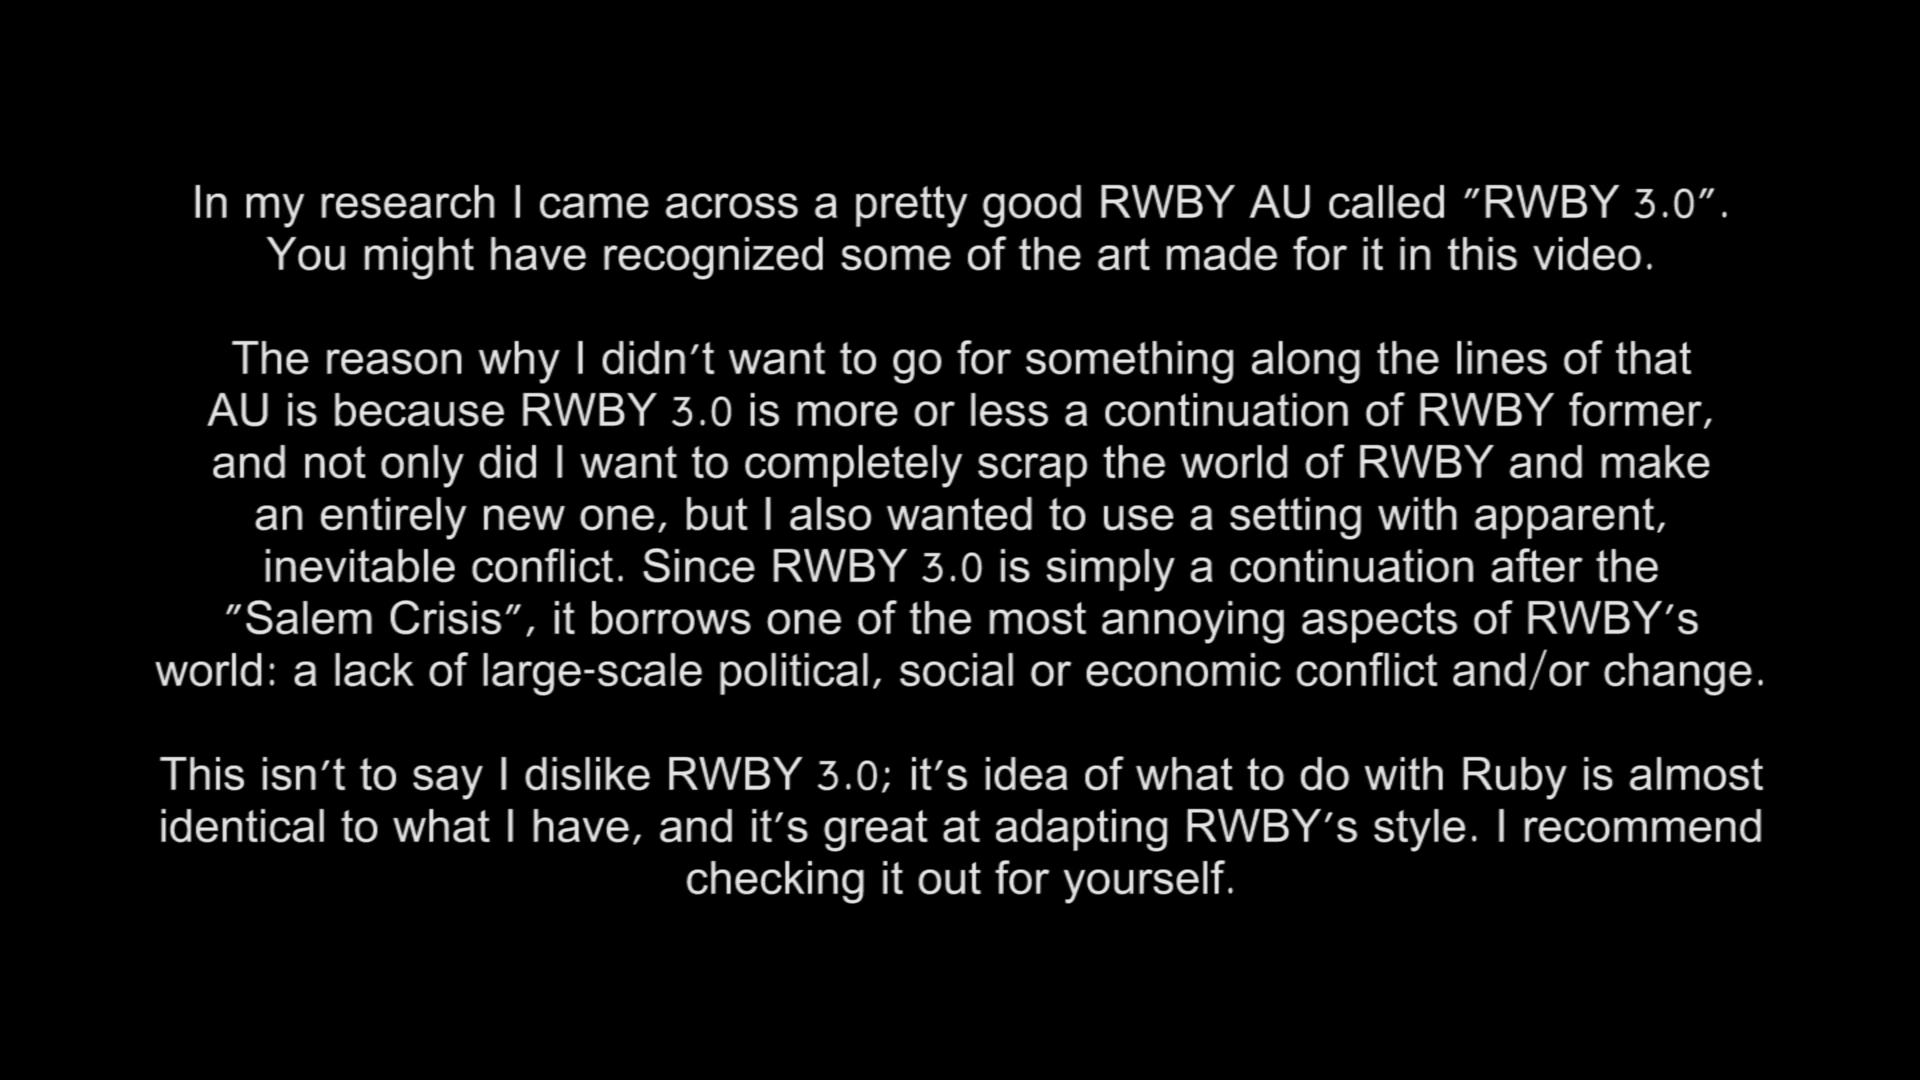 In my research I came across a pretty good RWBY AU called "RWBY 3.0".
You might have recognized some of the art made for it in this video.
The reason why I didn't want to go for something along the lines of that
AU is because RWBY 3.0 is more or less a continuation of RWBY former,
and not only did I want to completely scrap the world of RWBY and make
an entirely new one, but I also wanted to use a setting with apparent,
inevitable conflict. Since RWBY 3.0 is simply a continuation after the
"Salem Crisis", it borrows one of the most annoying aspects of RWBY's
world: a lack of large-scale political, social or economic conflict and/or change.
This isn't to say I dislike RWBY 3.0; it's idea of what to do with Ruby is almost
identical to what I have, and it's great at adapting RWBY's style. I recommend
checking it out for yourself.